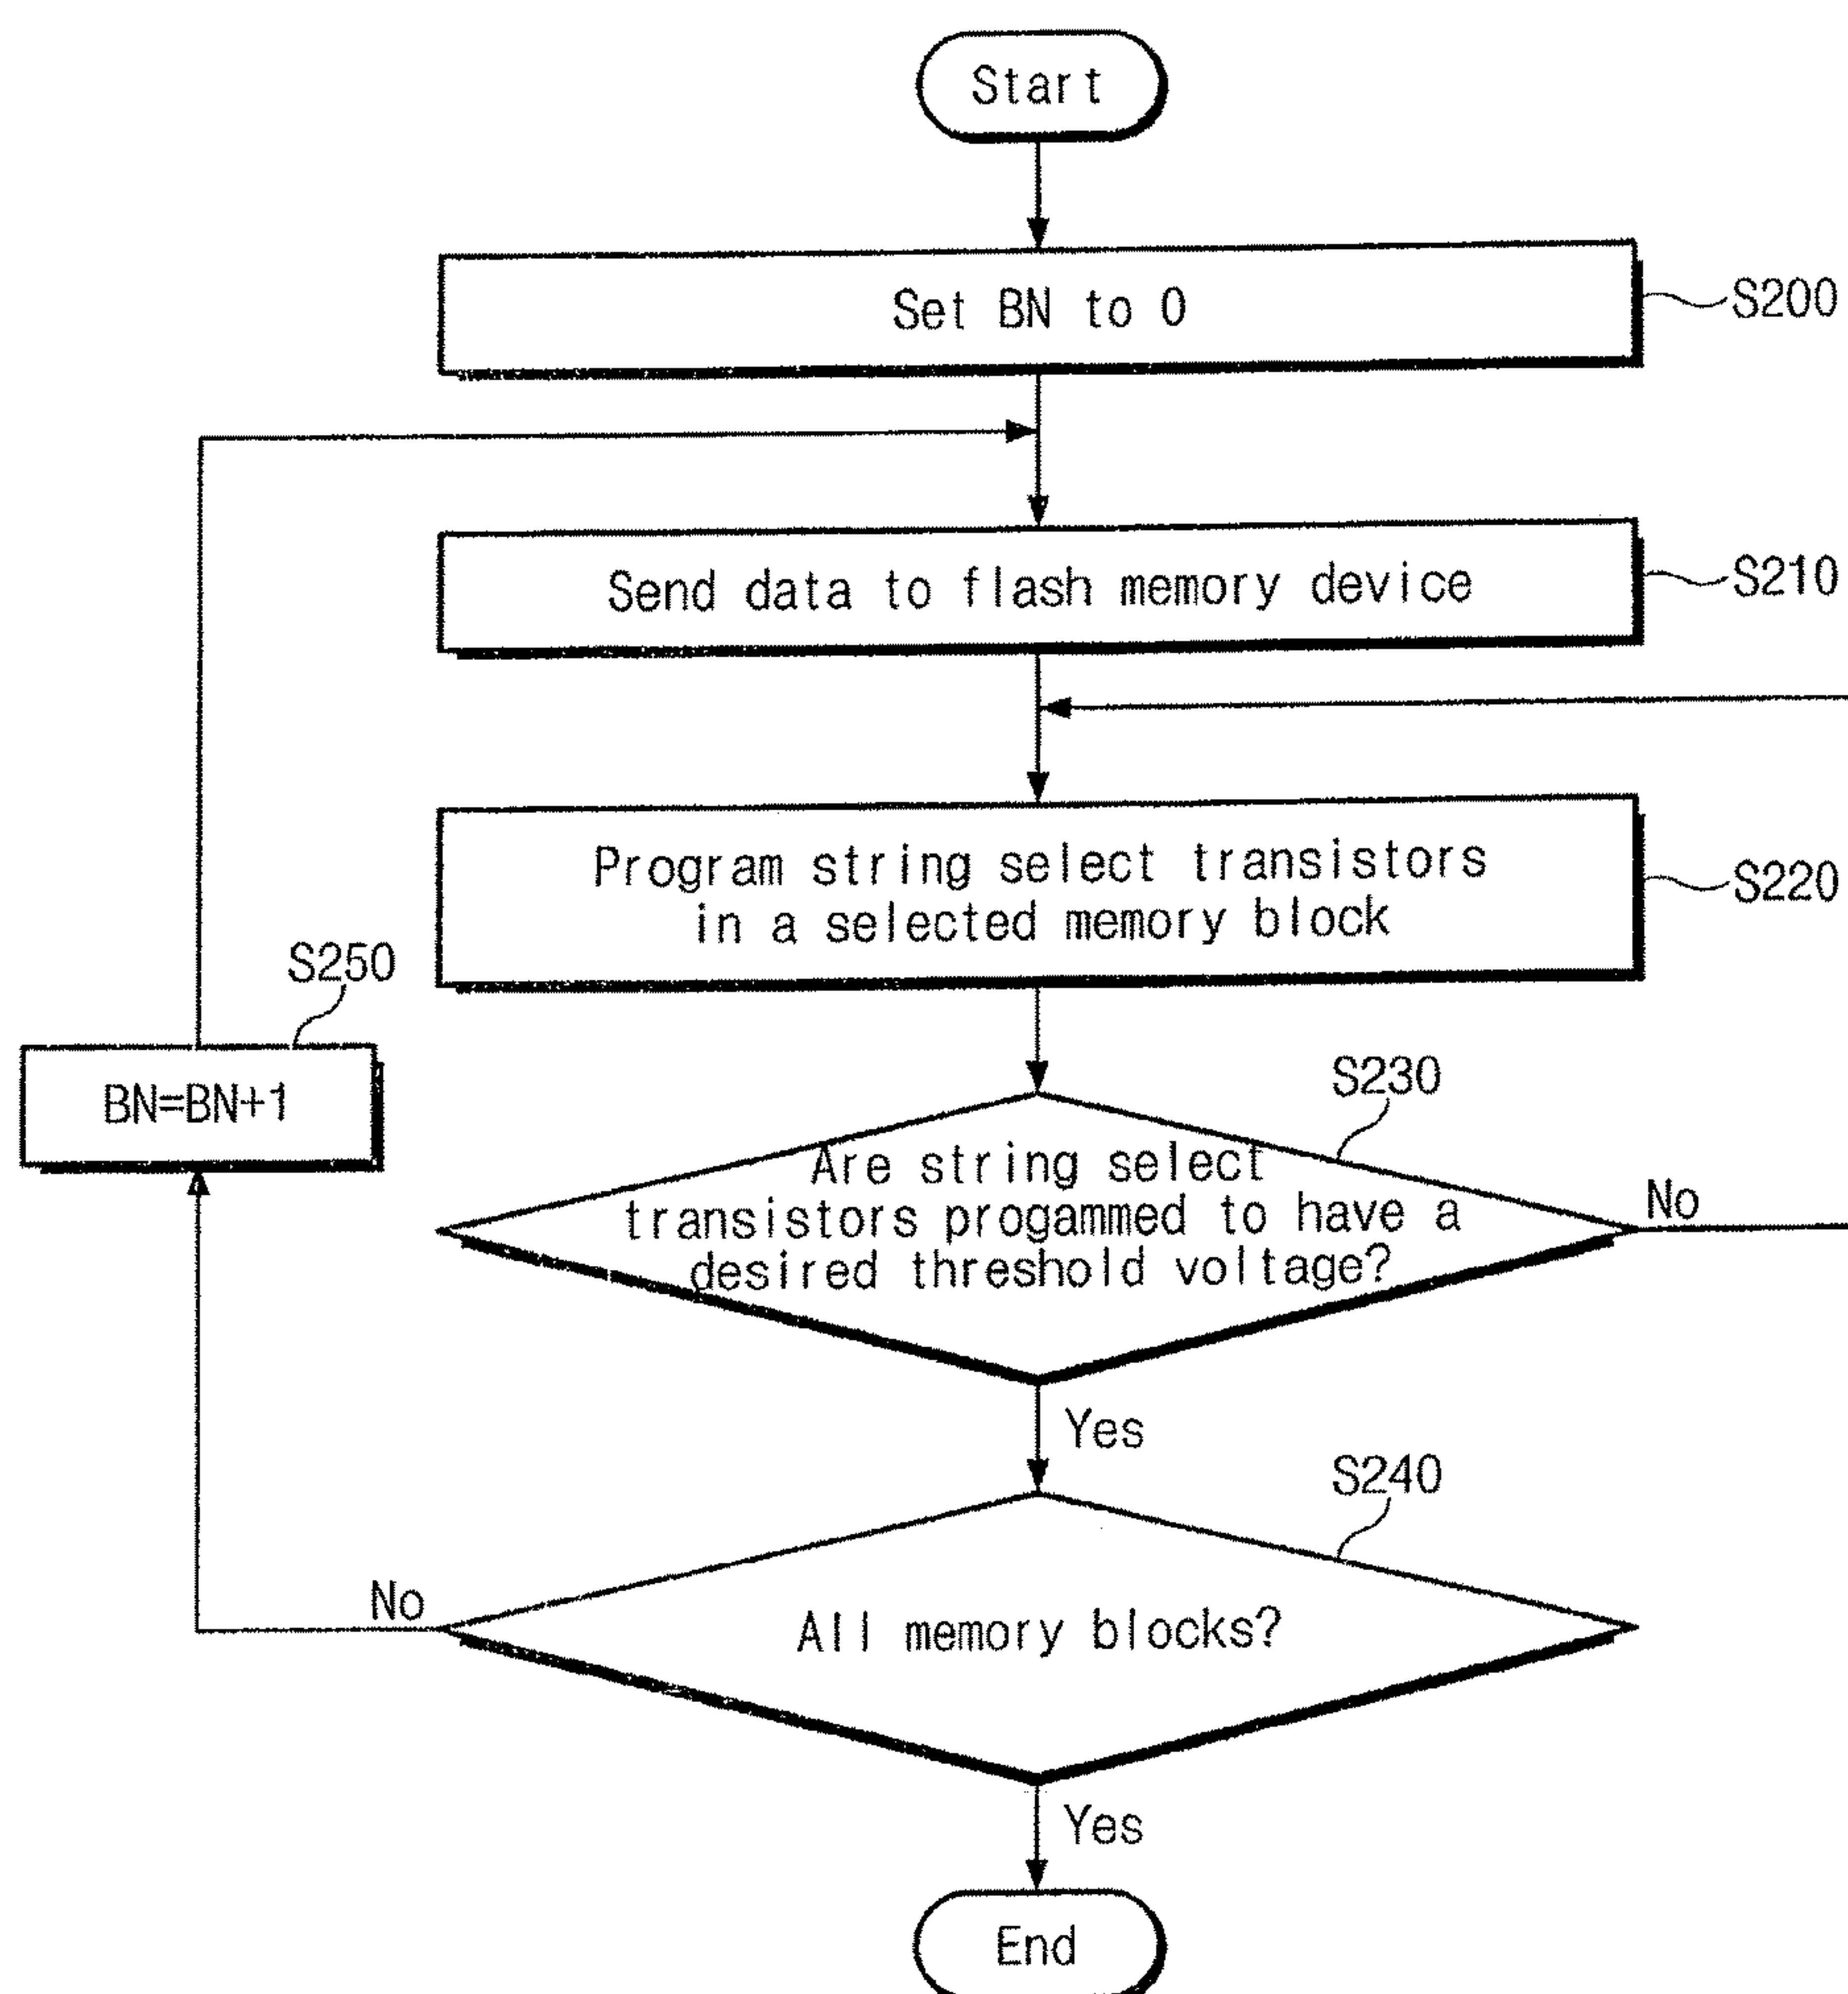 Start
Set BN to 0
S200
Send data to flash memory device
S210
Program string select transistors
in a selected memory block
S220
S250
BN=BN+1
S230
Are string select
transistors progammed to have a
desired threshold voltage?
No
Yes
S240
No
All memory blocks?
Yes
End